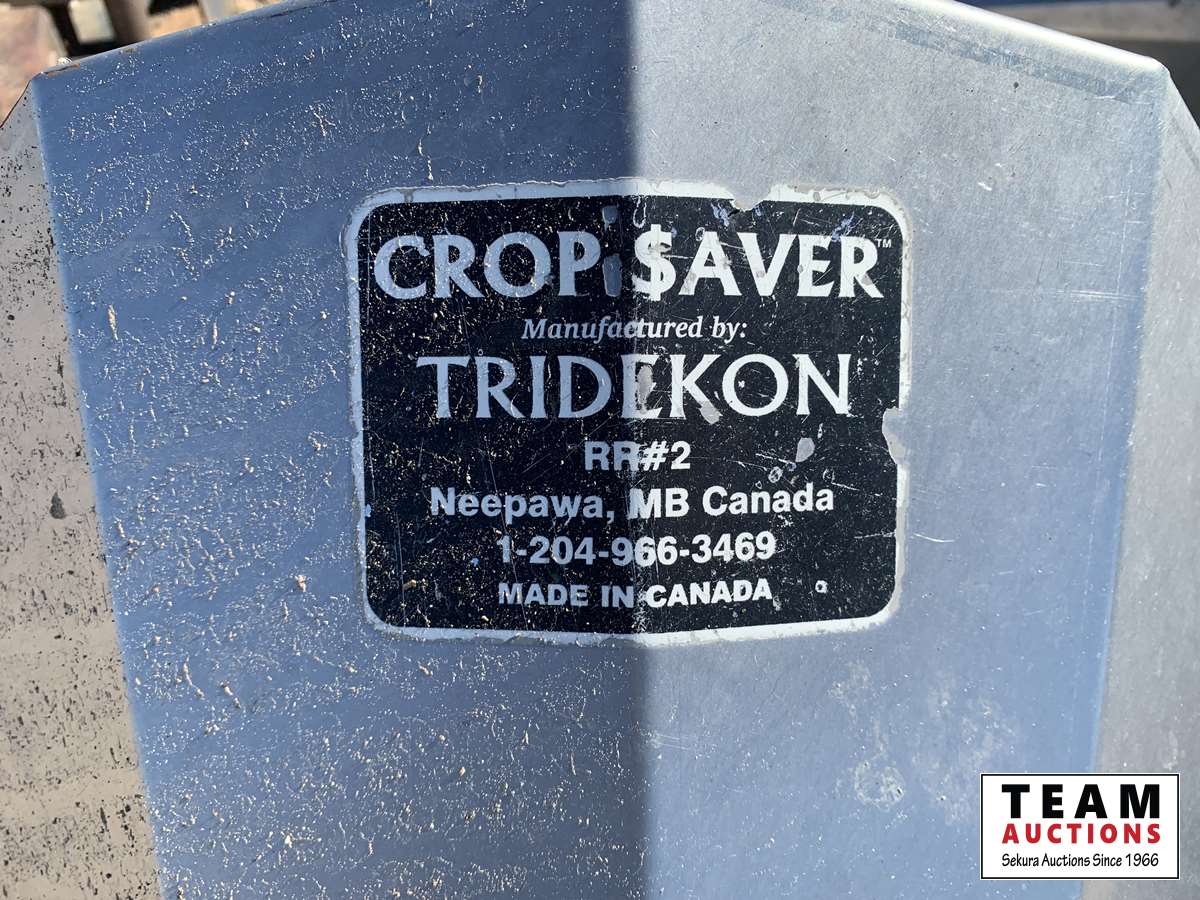 CROP $AVER™
Manufactured by:
TRIDEKON
RR#2
Neepawa, MB Canada
1-204-966-3469
MADE IN CANADA
TEAM
AUCTIONS
Sekura Auctions Since 1966